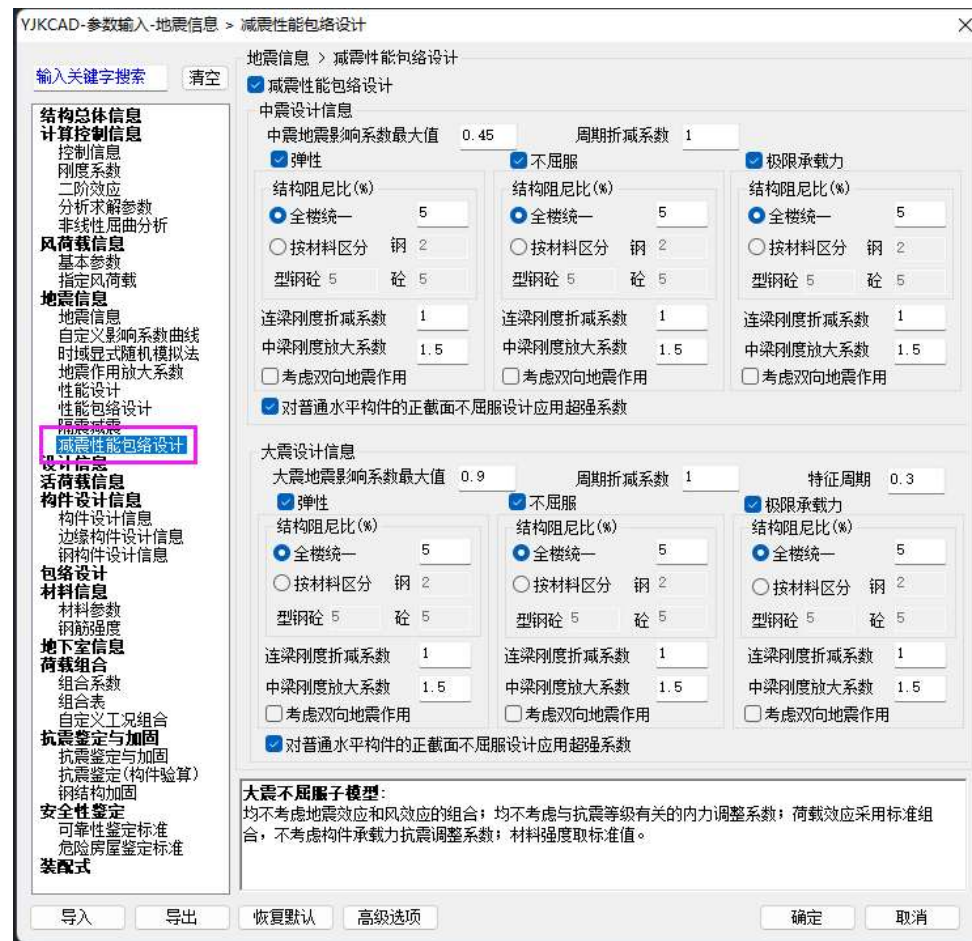 YJKCAD-参数输入-地震信息 > 减震性能包络设计
输入关键字搜索
清空
结构总体信息
计算控制信息
控制信息
刚度系数
二阶效应
分析求解参数
非线性屈曲分析
风荷载信息
基本参数
指定风荷载
地震信息
地震信息
自定义影响系数曲线
时域显式随机模拟法
地震作用放大系数
性能设计
性能包络设计
隔震减震
减震性能包络设计
设计信息
活荷载信息
构件设计信息
构件设计信息
边缘构件设计信息
钢构件设计信息
包络设计
材料信息
材料参数
钢筋强度
地下室信息
荷载组合
组合系数
组合表
自定义工况组合
抗震鉴定与加固
抗震鉴定与加固
抗震鉴定(构件验算)
钢结构加固
安全性鉴定
可靠性鉴定标准
危险房屋鉴定标准
装配式
地震信息 > 减震性能包络设计
减震性能包络设计
中震设计信息
中震地震影响系数最大值 0.45 周期折减系数 1
弹性 不屈服 极限承载力
结构阻尼比(%) 结构阻尼比(%) 结构阻尼比(%)
全楼统一 5 全楼统一 5 全楼统一 5
按材料区分 钢 2 按材料区分 钢 2 按材料区分 钢 2
型钢砼 5 砼 5 型钢砼 5 砼 5 型钢砼 5 砼 5
连梁刚度折减系数 1 连梁刚度折减系数 1 连梁刚度折减系数 1
中梁刚度放大系数 1.5 中梁刚度放大系数 1.5 中梁刚度放大系数 1.5
考虑双向地震作用 考虑双向地震作用 考虑双向地震作用
对普通水平构件的正截面不屈服设计应用超强系数
大震设计信息
大震地震影响系数最大值 0.9 周期折减系数 1 特征周期 0.3
弹性 不屈服 极限承载力
结构阻尼比(%) 结构阻尼比(%) 结构阻尼比(%)
全楼统一 5 全楼统一 5 全楼统一 5
按材料区分 钢 2 按材料区分 钢 2 按材料区分 钢 2
型钢砼 5 砼 5 型钢砼 5 砼 5 型钢砼 5 砼 5
连梁刚度折减系数 1 连梁刚度折减系数 1 连梁刚度折减系数 1
中梁刚度放大系数 1.5 中梁刚度放大系数 1.5 中梁刚度放大系数 1.5
考虑双向地震作用 考虑双向地震作用 考虑双向地震作用
对普通水平构件的正截面不屈服设计应用超强系数
大震不屈服子模型:
均不考虑地震效应和风效应的组合；均不考虑与抗震等级有关的内力调整系数；荷载效应采用标准组
合，不考虑构件承载力抗震调整系数；材料强度取标准值。
导入 导出 恢复默认 高级选项 确定 取消